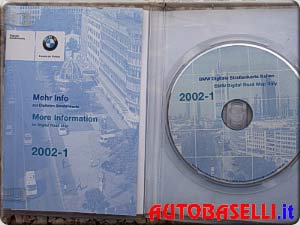 Mehr Info
zur Digitalen Straßenkarte
More Information
on Digital Road Map
2002-1
BMW Digitale Straßenkarte Italien
BMW Digital Road Map Italy
2002-1
AUTOBASELLI.it